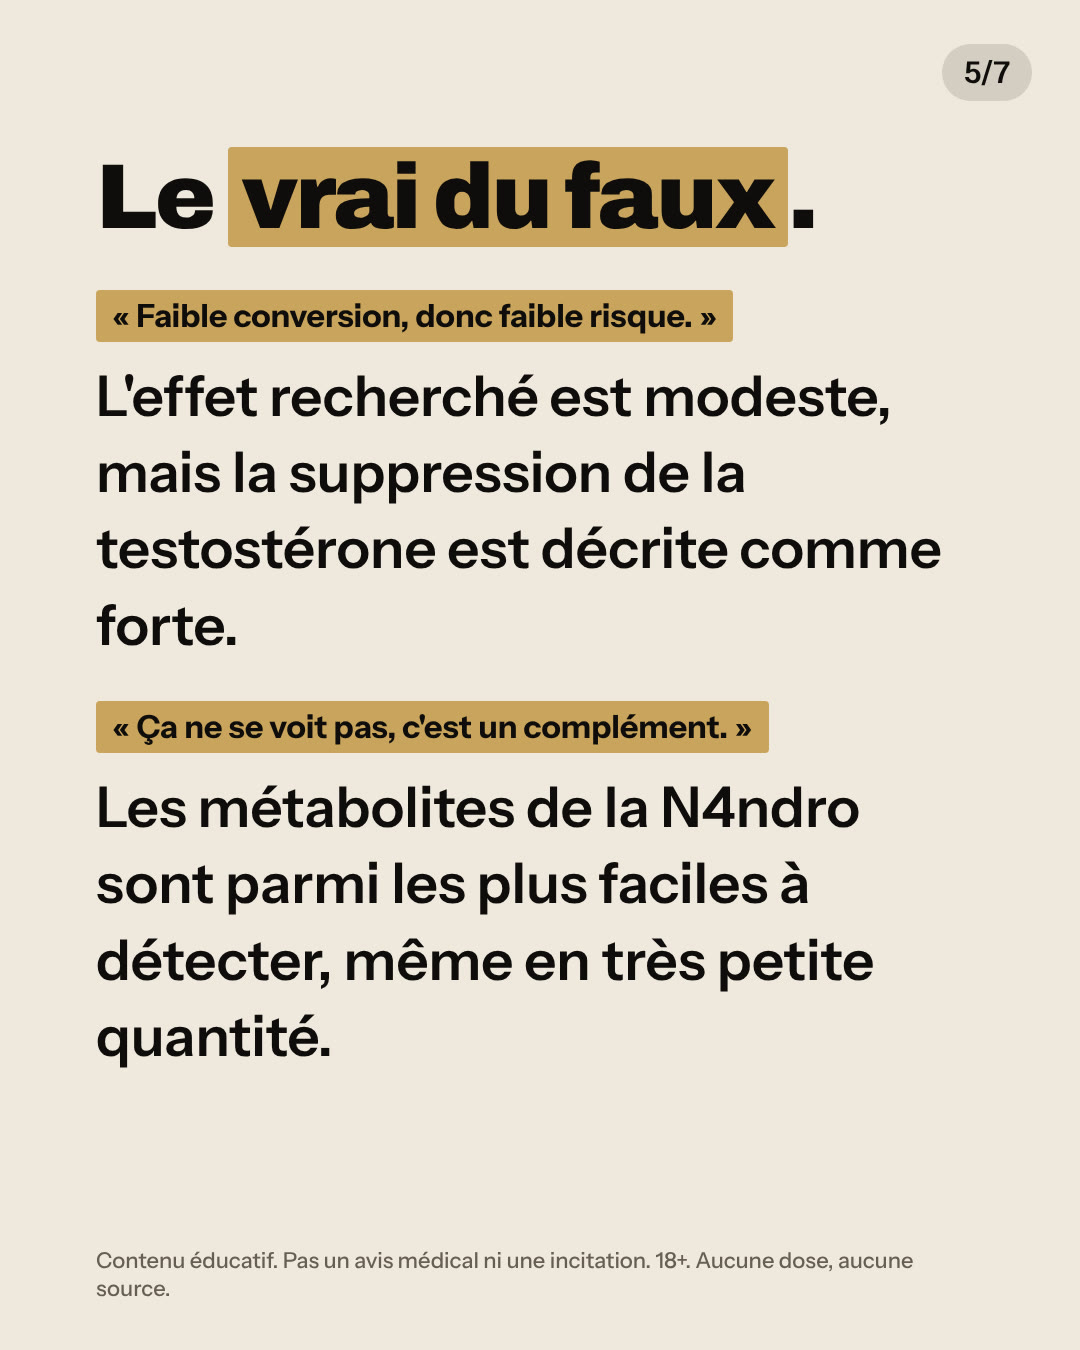 5/7
Le vrai du faux.
« Faible conversion, donc faible risque. »
L'effet recherché est modeste,
mais la suppression de la
testostérone est décrite comme
forte.
« Ça ne se voit pas, c'est un complément. »
Les métabolites de la N4ndro
sont parmi les plus faciles à
détecter, même en très petite
quantité.
Contenu éducatif. Pas un avis médical ni une incitation. 18+. Aucune dose, aucune
source.